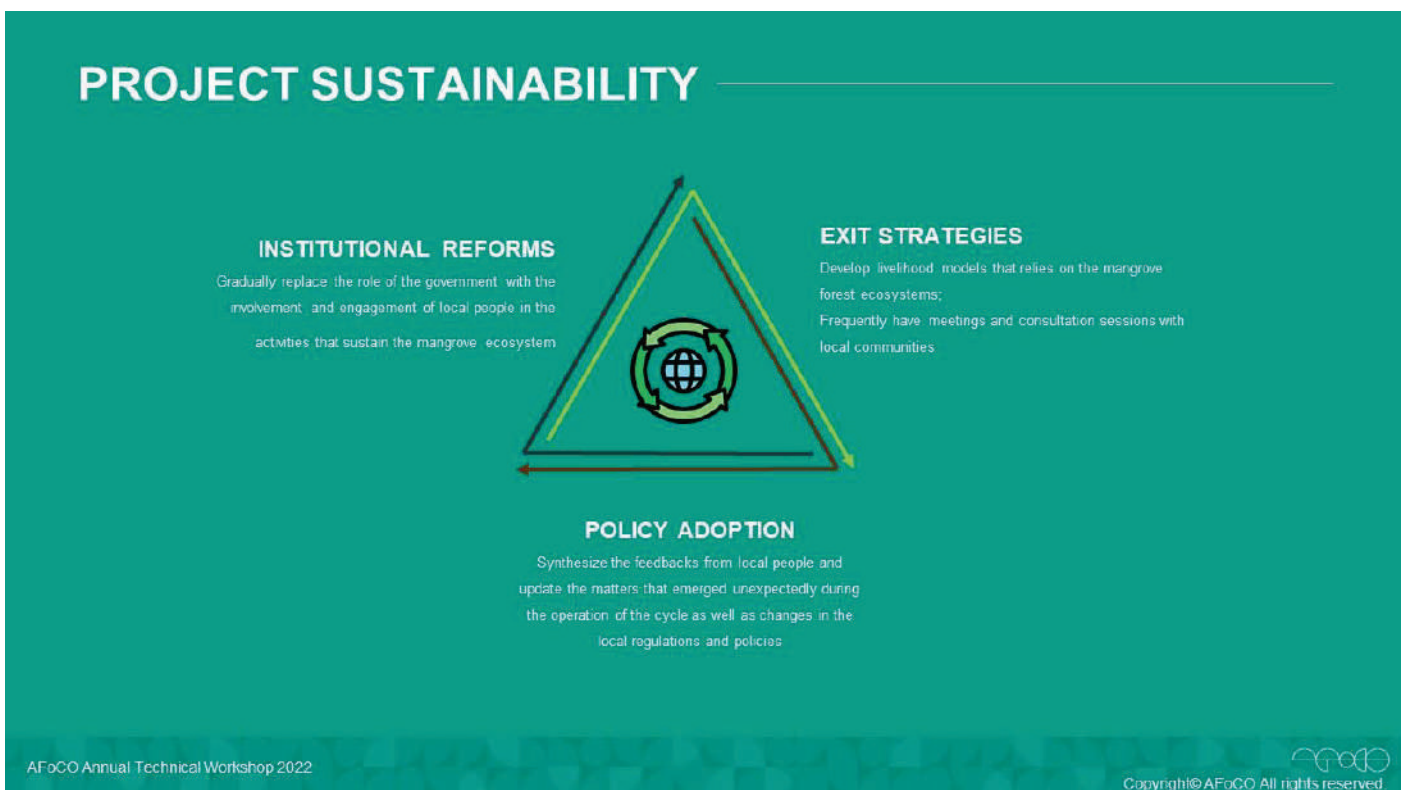 PROJECT SUSTAINABILITY
INSTITUTIONAL REFORMS
Gradually replace the role of the government with the
involvement and engagement of local people in the
activities that sustain the mangrove ecosystem
EXIT STRATEGIES
Develop livelihood models that relies on the mangrove
forest ecosystems;
Frequently have meetings and consultation sessions with
local communities
POLICY ADOPTION
Synthesize the feedbacks from local people and
update the matters that emerged unexpectedly during
the operation of the cycle as well as changes in the
local regulations and policies
AFoCO Annual Technical Workshop 2022
AFoCO
Copyright© AFoCO All rights reserved.